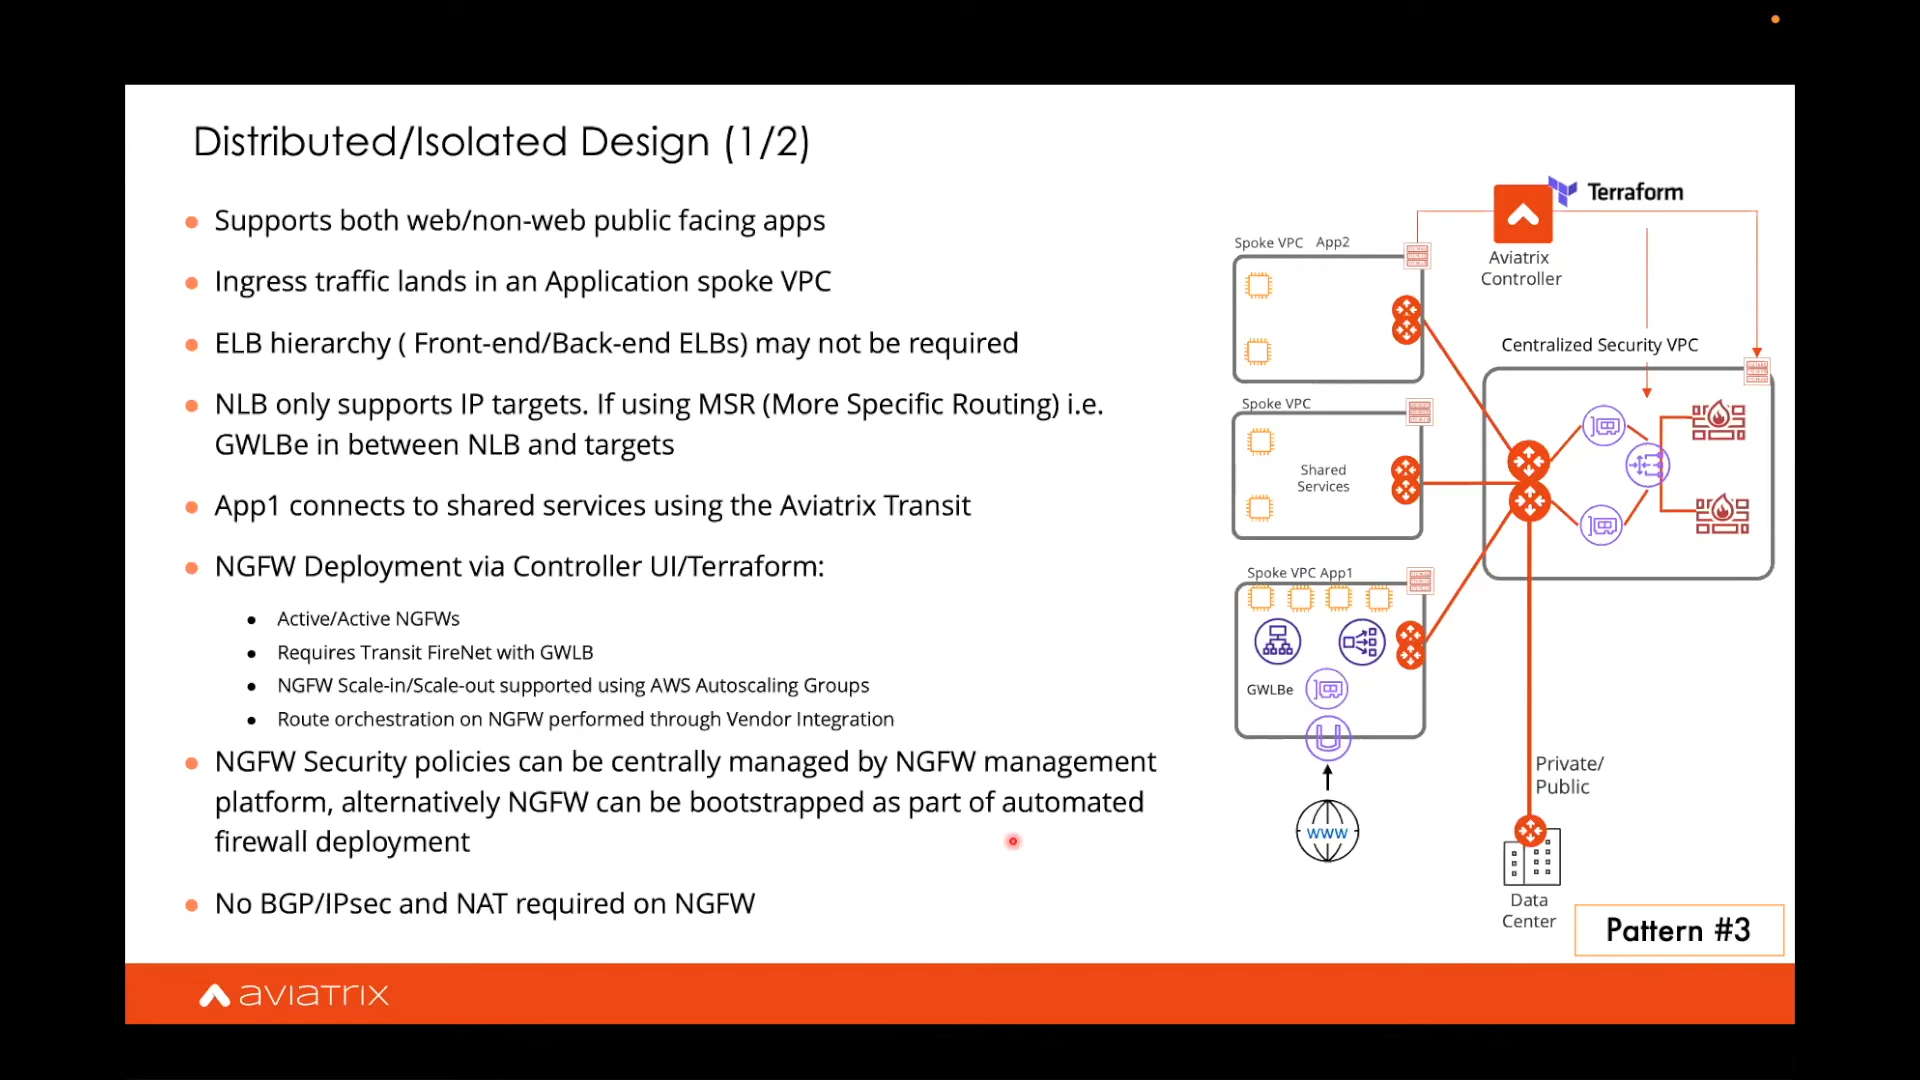 Distributed/Isolated Design (1/2)
Supports both web/non-web public facing apps
Ingress traffic lands in an Application spoke VPC
ELB hierarchy ( Front-end/Back-end ELBs) may not be required
NLB only supports IP targets. If using MSR (More Specific Routing) i.e.
GWLBe in between NLB and targets
App1 connects to shared services using the Aviatrix Transit
NGFW Deployment via Controller UI/Terraform:
Active/Active NGFWs
Requires Transit FireNet with GWLB
NGFW Scale-in/Scale-out supported using AWS Autoscaling Groups
Route orchestration on NGFW performed through Vendor Integration
NGFW Security policies can be centrally managed by NGFW management
platform, alternatively NGFW can be bootstrapped as part of automated
firewall deployment
No BGP/IPsec and NAT required on NGFW
Terraform
Aviatrix
Controller
Spoke VPC App2
Centralized Security VPC
Spoke VPC
Shared
Services
Spoke VPC App1
GWLBe
www
Private/
Public
Data
Center
Pattern #3
aviatrix